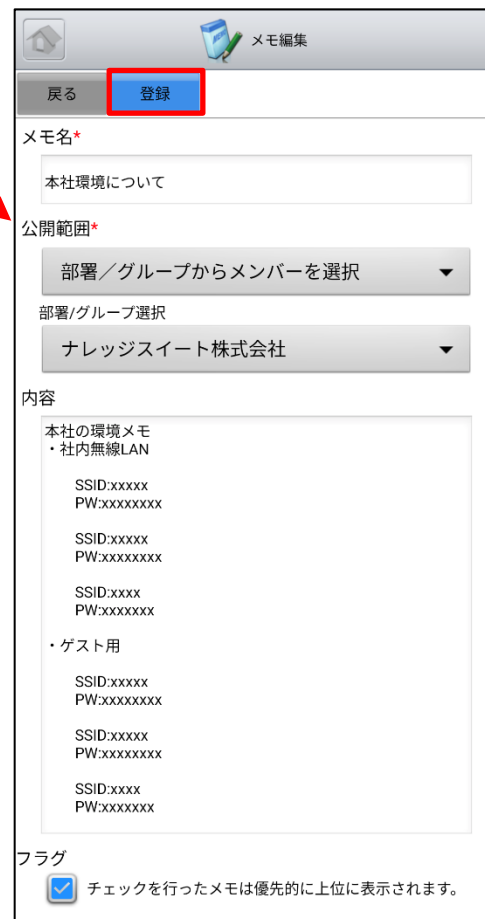 メモ編集
戻る 登録
メモ名*
本社環境について
公開範囲*
部署／グループからメンバーを選択
部署/グループ選択
ナレッジスイート株式会社
内容
本社の環境メモ
・社内無線LAN
SSID:xxxxx
PW:xxxxxxxx
SSID:xxxxx
PW:xxxxxxxx
SSID:xxxx
PW:xxxxxxx
・ゲスト用
SSID:xxxxx
PW:xxxxxxxx
SSID:xxxxx
PW:xxxxxxxx
SSID:xxxx
PW:xxxxxxx
フラグ
チェックを行ったメモは優先的に上位に表示されます。